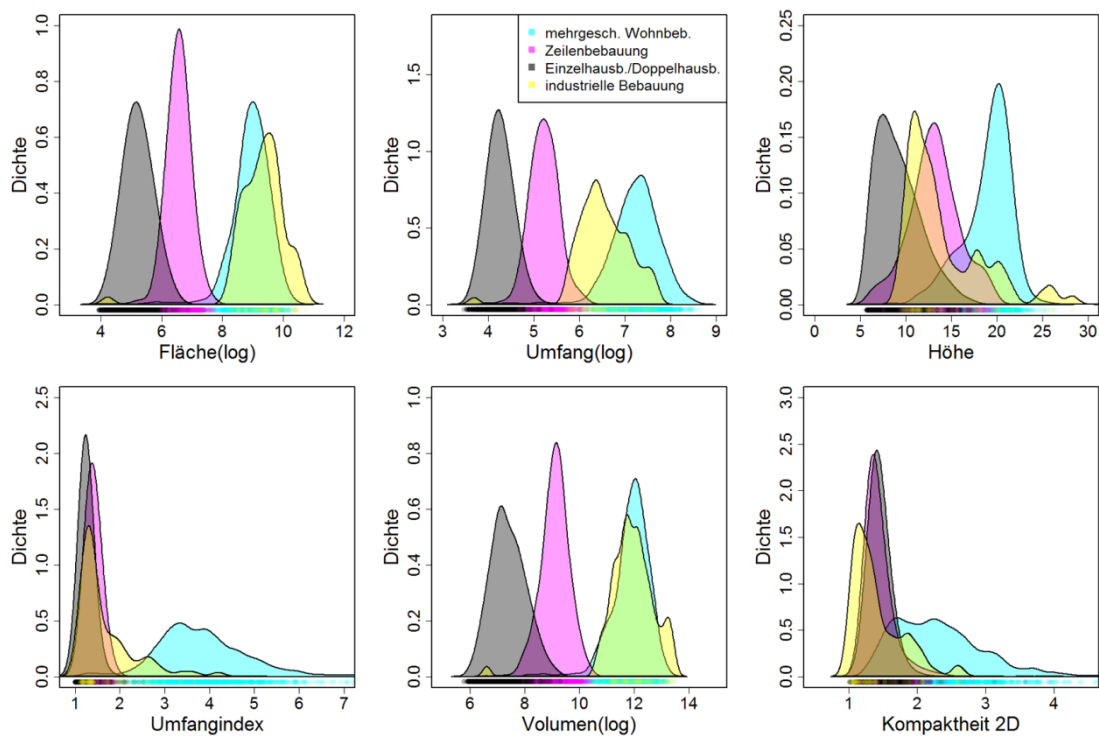 Dichte
0.0 0.2 0.4 0.6 0.8 1.0
4 6 8 10 12
Fläche(log)
Dichte
0.0 0.5 1.0 1.5
3 4 5 6 7 8 9
Umfang(log)
mehrgesch. Wohnbeb.
Zeilenbebauung
Einzelhausb./Doppelhausb.
industrielle Bebauung
Dichte
0.00 0.05 0.10 0.15 0.20 0.25
0 5 10 15 20 25 30
Höhe
Dichte
0.0 0.5 1.0 1.5 2.0 2.5
1 2 3 4 5 6 7
Umfangindex
Dichte
0.0 0.2 0.4 0.6 0.8 1.0
6 8 10 12 14
Volumen(log)
Dichte
0.0 0.5 1.0 1.5 2.0 2.5 3.0
1 2 3 4
Kompaktheit 2D